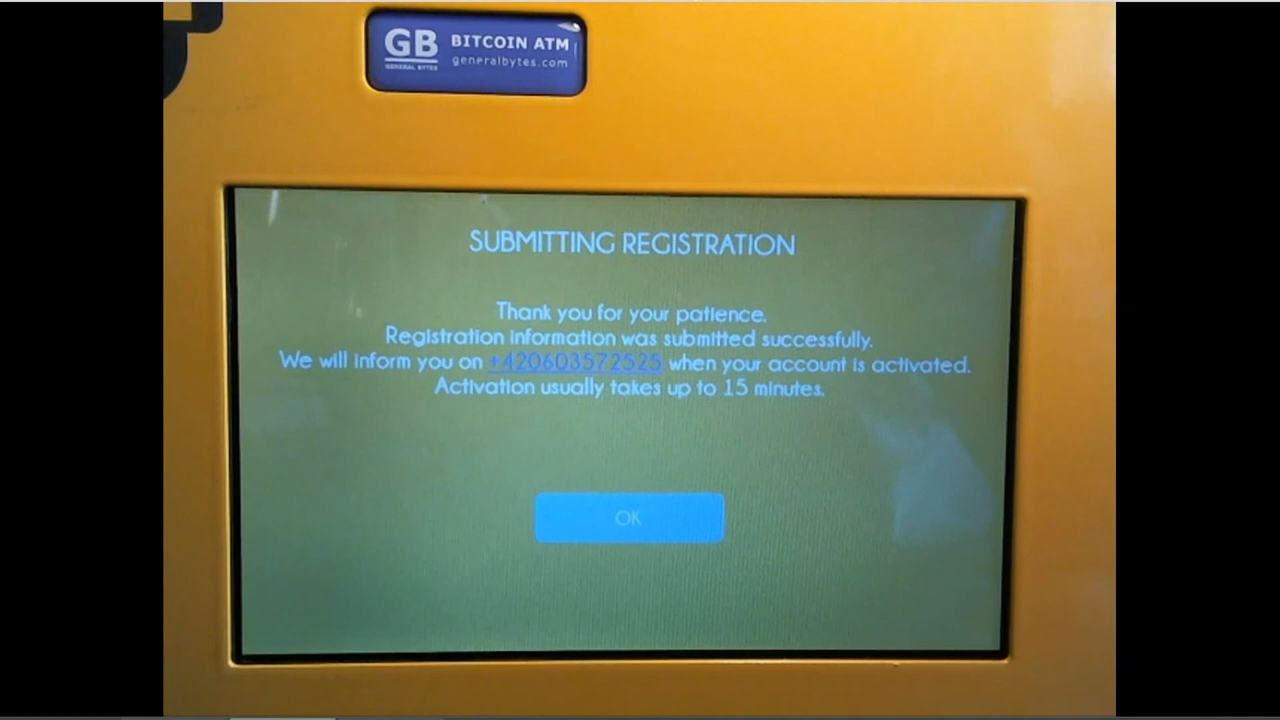 GB BITCOIN ATM
GENERAL BYTES generalbytes.com
SUBMITTING REGISTRATION
Thank you for your patience.
Registration information was submitted successfully.
We will inform you on +420603572525 when your account is activated.
Activation usually takes up to 15 minutes.
OK